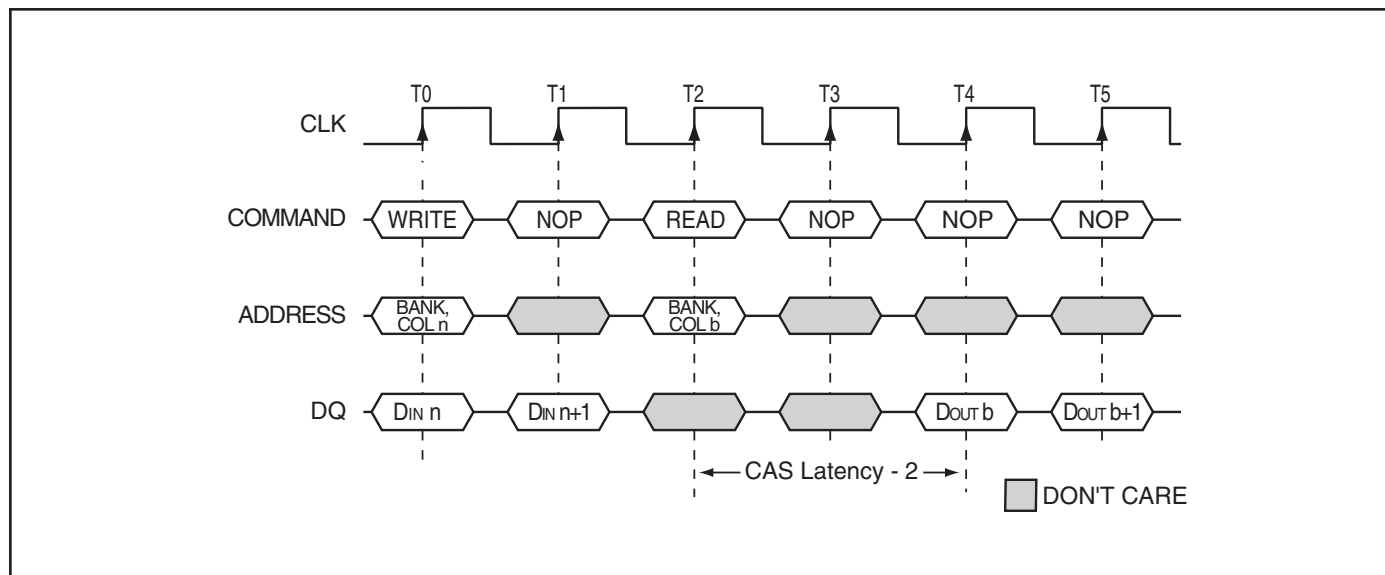 T0 T1 T2 T3 T4 T5
CLK
COMMAND WRITE NOP READ NOP NOP NOP
ADDRESS BANK, COL n BANK, COL b
DQ DIN n DIN n+1 DOUT b DOUT b+1
CAS Latency - 2
DON'T CARE